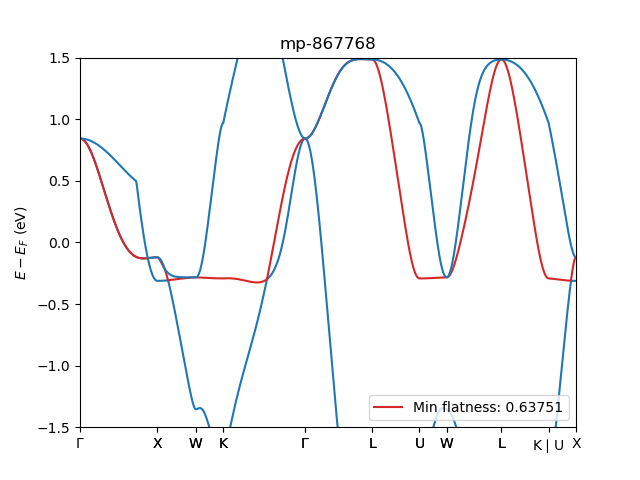 mp-867768
E − E_F (eV)
1.5
1.0
0.5
0.0
−0.5
−1.0
−1.5
Min flatness: 0.63751
Γ X W K Γ L U W L K | U X